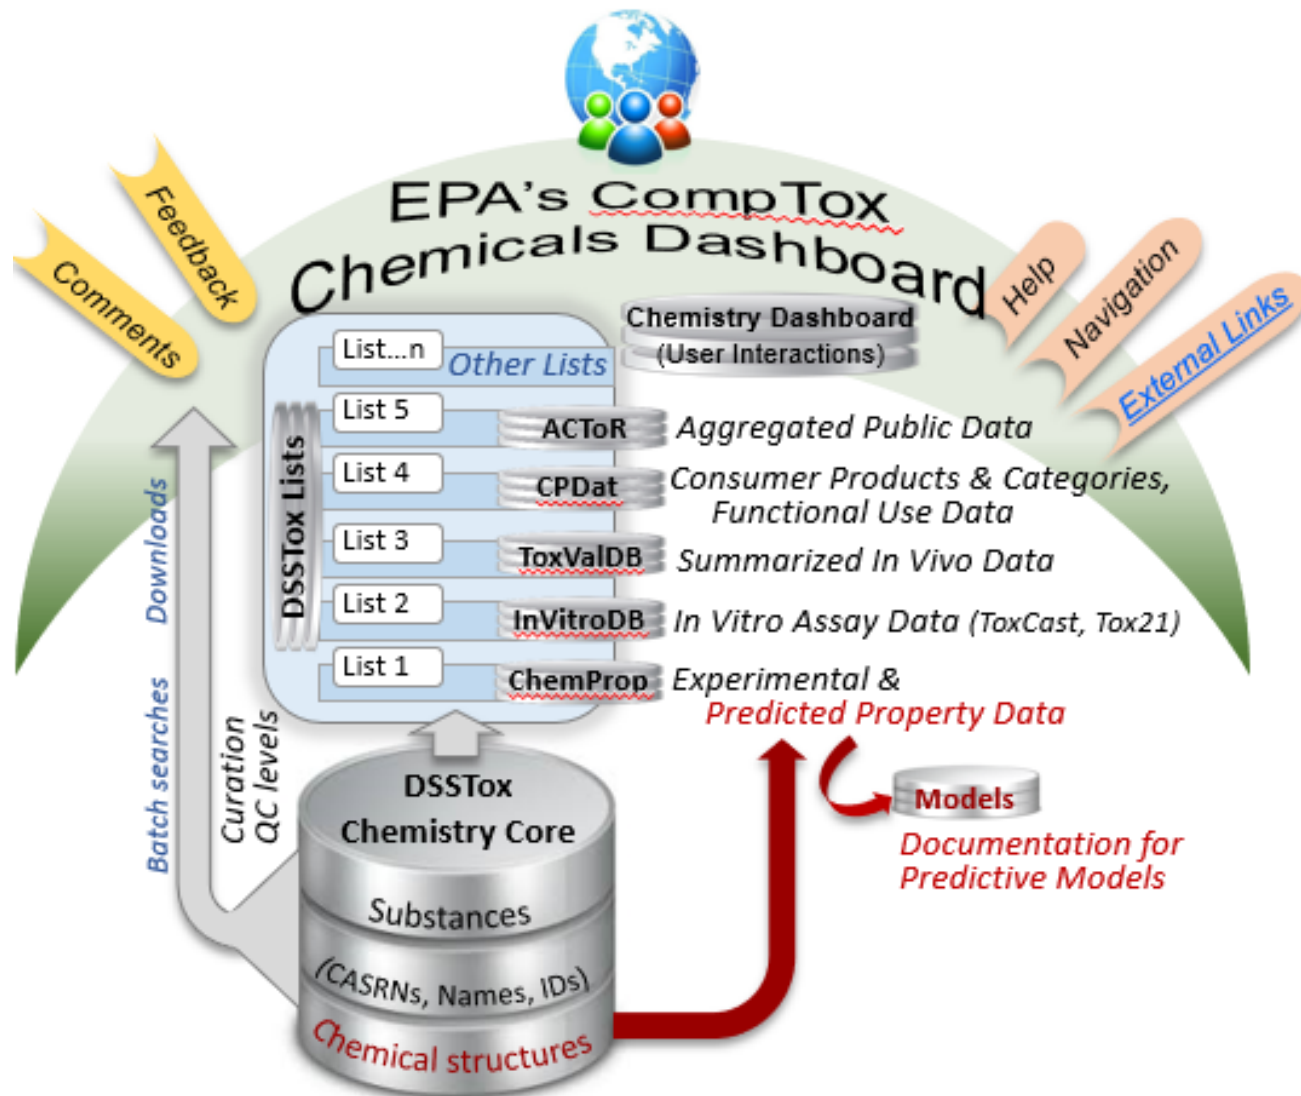 EPA's CompTox
Chemicals Dashboard
Feedback
Comments
Help
Navigation
External Links
Chemistry Dashboard
(User Interactions)
List...n
Other Lists
DSSTox Lists
List 5
ACToR
Aggregated Public Data
List 4
CPDat
Consumer Products & Categories,
Functional Use Data
List 3
ToxValDB
Summarized In Vivo Data
List 2
InVitroDB
In Vitro Assay Data (ToxCast, Tox21)
List 1
ChemProp
Experimental &
Predicted Property Data
Models
Documentation for
Predictive Models
Batch searches Downloads
Curation
QC levels
DSSTox
Chemistry Core
Substances
(CASRNs, Names, IDs)
Chemical structures